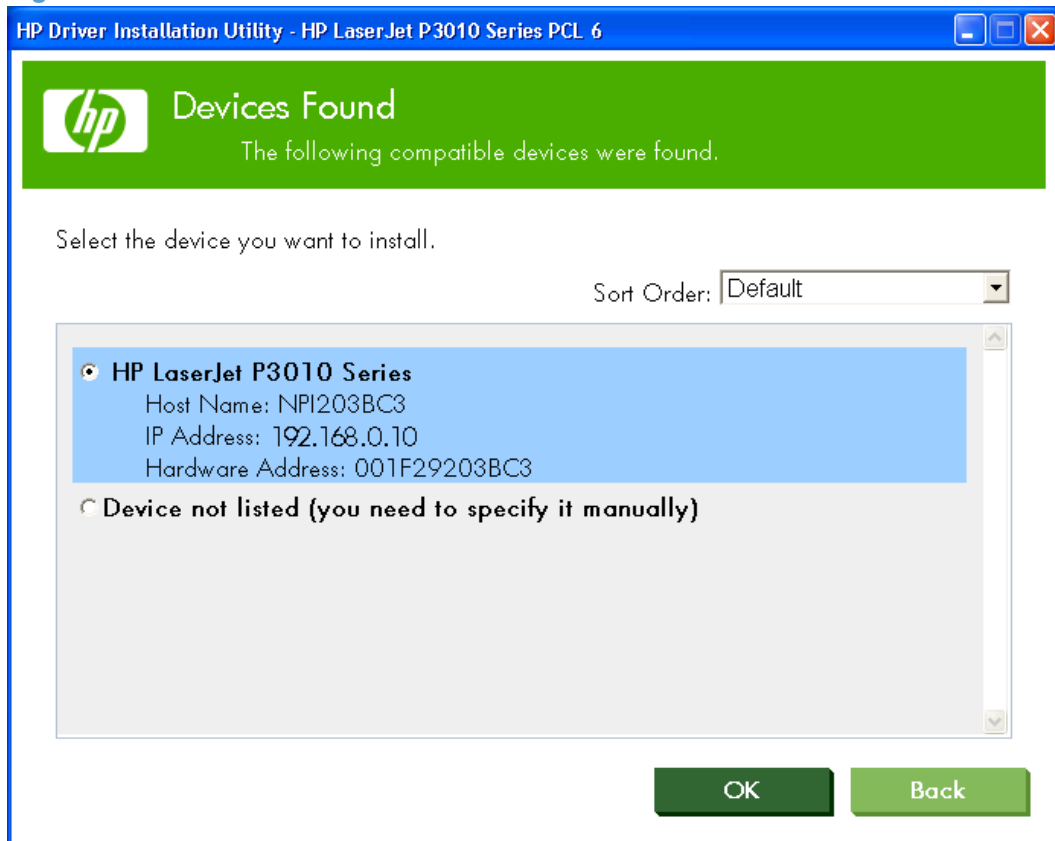 HP Driver Installation Utility - HP LaserJet P3010 Series PCL 6
hp
Devices Found
The following compatible devices were found.
Select the device you want to install.
Sort Order: Default
HP LaserJet P3010 Series
Host Name: NPI203BC3
IP Address: 192.168.0.10
Hardware Address: 001F29203BC3
Device not listed (you need to specify it manually)
OK Back